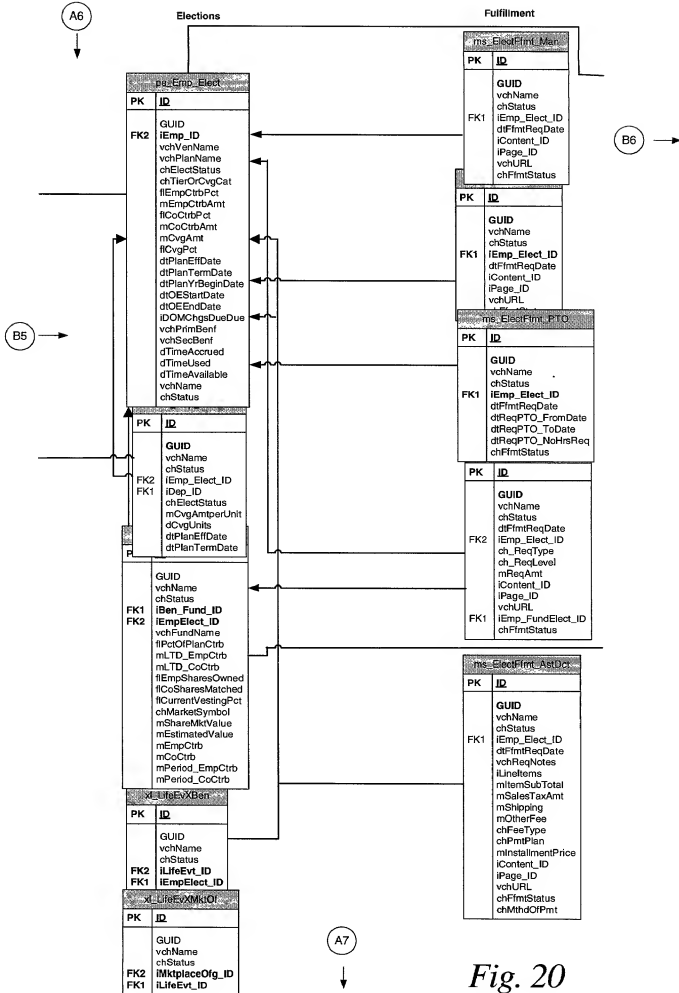 A6
Elections
Fulfillment
pe_Emp_Elect
PK ID
GUID
FK2 iEmp_ID
vchVenName
vchPlanName
chElectStatus
chTierOrCvgCat
flEmpCtrbPct
mEmpCtrbAmt
flCoCtrbPct
mCoCtrbAmt
mCvgAmt
flCvgPct
dtPlanEffDate
dtPlanTermDate
dtPlanYrBeginDate
dtOEStartDate
dtOEEndDate
iDOMChgsDueDue
vchPrimBenf
vchSecBenf
dTimeAccrued
dTimeUsed
dTimeAvailable
vchName
chStatus
B5
PK ID
GUID
vchName
chStatus
FK2 iEmp_Elect_ID
FK1 iDep_ID
chElectStatus
mCvgAmtperUnit
dCvgUnits
dtPlanEffDate
dtPlanTermDate
GUID
vchName
chStatus
FK1 iBen_Fund_ID
FK2 iEmpElect_ID
vchFundName
flPctOfPlanCtrb
mLTD_EmpCtrb
mLTD_CoCtrb
flEmpSharesOwned
flCoSharesMatched
flCurrentVestingPct
chMarketSymbol
mShareMktValue
mEstimatedValue
mEmpCtrb
mCoCtrb
mPeriod_EmpCtrb
mPeriod_CoCtrb
xl_LifeEvXBen
PK ID
GUID
vchName
chStatus
FK2 iLifeEvt_ID
FK1 iEmpElect_ID
xl_LifeEvXMktOf
PK ID
GUID
vchName
chStatus
FK2 iMktplaceOfg_ID
FK1 iLifeEvt_ID
ms_ElectFfmt_Man
PK ID
GUID
vchName
chStatus
FK1 iEmp_Elect_ID
dtFfmtReqDate
iContent_ID
iPage_ID
vchURL
chFfmtStatus
B6
PK ID
GUID
vchName
chStatus
FK1 iEmp_Elect_ID
dtFfmtReqDate
iContent_ID
iPage_ID
vchURL
ms_ElectFfmt_PTO
PK ID
GUID
vchName
chStatus
FK1 iEmp_Elect_ID
dtFfmtReqDate
dtReqPTO_FromDate
dtReqPTO_ToDate
dtReqPTO_NoHrsReq
chFfmtStatus
PK ID
GUID
vchName
chStatus
dtFfmtReqDate
FK2 iEmp_Elect_ID
ch_ReqType
ch_ReqLevel
mReqAmt
iContent_ID
iPage_ID
vchURL
FK1 iEmp_FundElect_ID
chFfmtStatus
ms_ElectFfmt_AstDct
PK ID
GUID
vchName
chStatus
FK1 iEmp_Elect_ID
dtFfmtReqDate
vchReqNotes
iLineItems
mItemSubTotal
mSalesTaxAmt
mShipping
mOtherFee
chFeeType
chPmtPlan
mInstallmentPrice
iContent_ID
iPage_ID
vchURL
chFfmtStatus
chMthdOfPmt
A7
Fig. 20